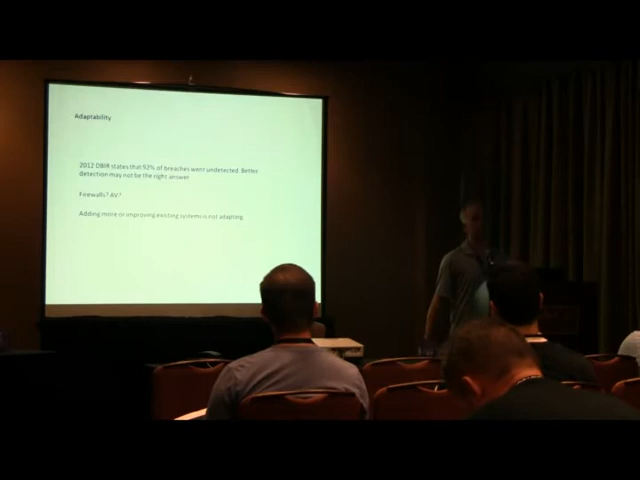 Adaptability
2012 DBIR states that 92% of breaches went undetected. Better
detection may not be the right answer
Firewalls? AV?
Adding more or improving existing systems is not adapting.